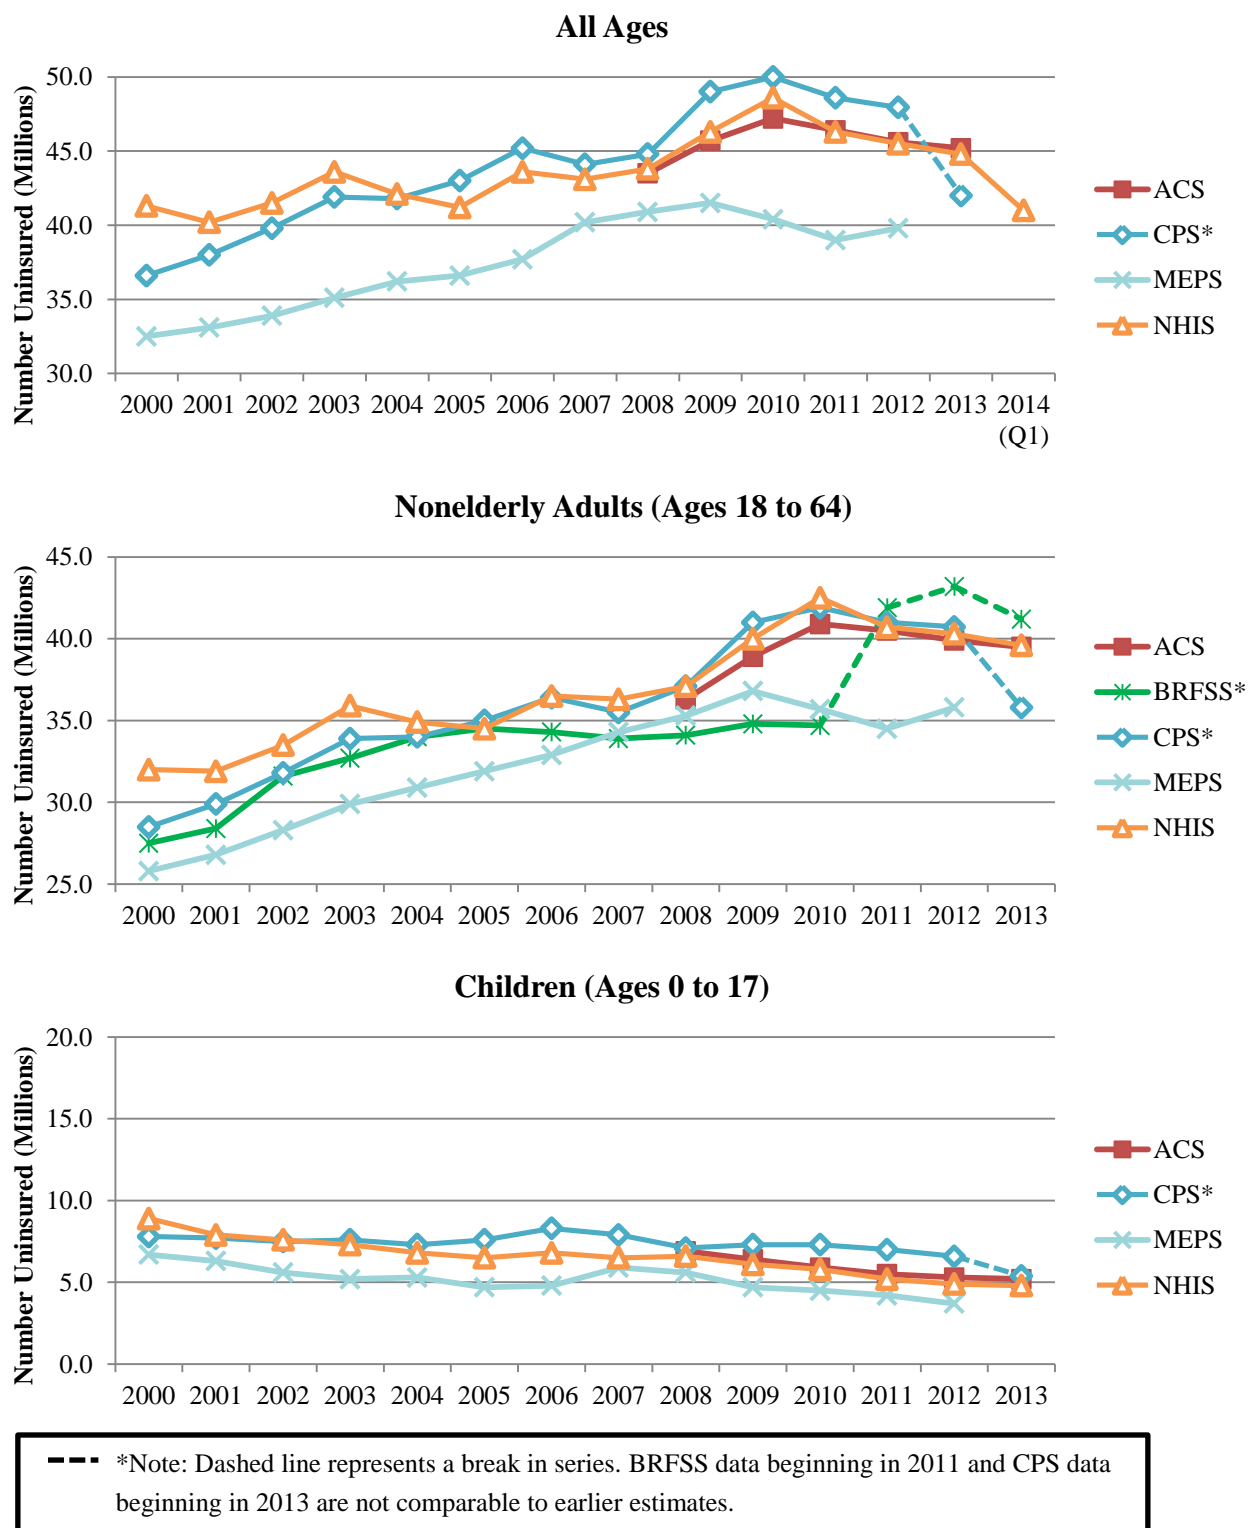 All Ages
Number Uninsured (Millions)
50.0
45.0
40.0
35.0
30.0
2000 2001 2002 2003 2004 2005 2006 2007 2008 2009 2010 2011 2012 2013 2014
(Q1)
ACS
CPS*
MEPS
NHIS
Nonelderly Adults (Ages 18 to 64)
Number Uninsured (Millions)
45.0
40.0
35.0
30.0
25.0
2000 2001 2002 2003 2004 2005 2006 2007 2008 2009 2010 2011 2012 2013
ACS
BRFSS*
CPS*
MEPS
NHIS
Children (Ages 0 to 17)
Number Uninsured (Millions)
20.0
15.0
10.0
5.0
0.0
2000 2001 2002 2003 2004 2005 2006 2007 2008 2009 2010 2011 2012 2013
ACS
CPS*
MEPS
NHIS
*Note: Dashed line represents a break in series. BRFSS data beginning in 2011 and CPS data
beginning in 2013 are not comparable to earlier estimates.